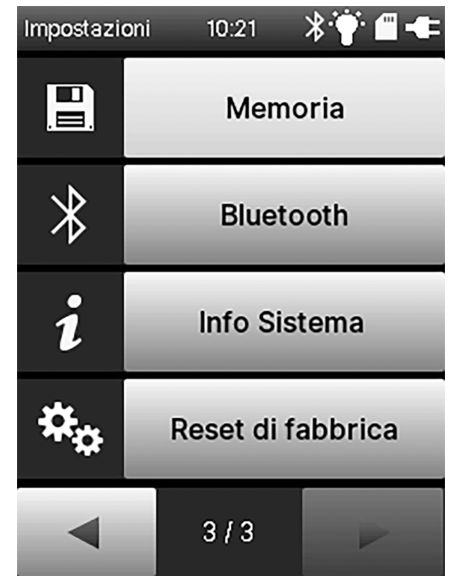 Impostazioni 10:21
Memoria
Bluetooth
Info Sistema
Reset di fabbrica
3 / 3